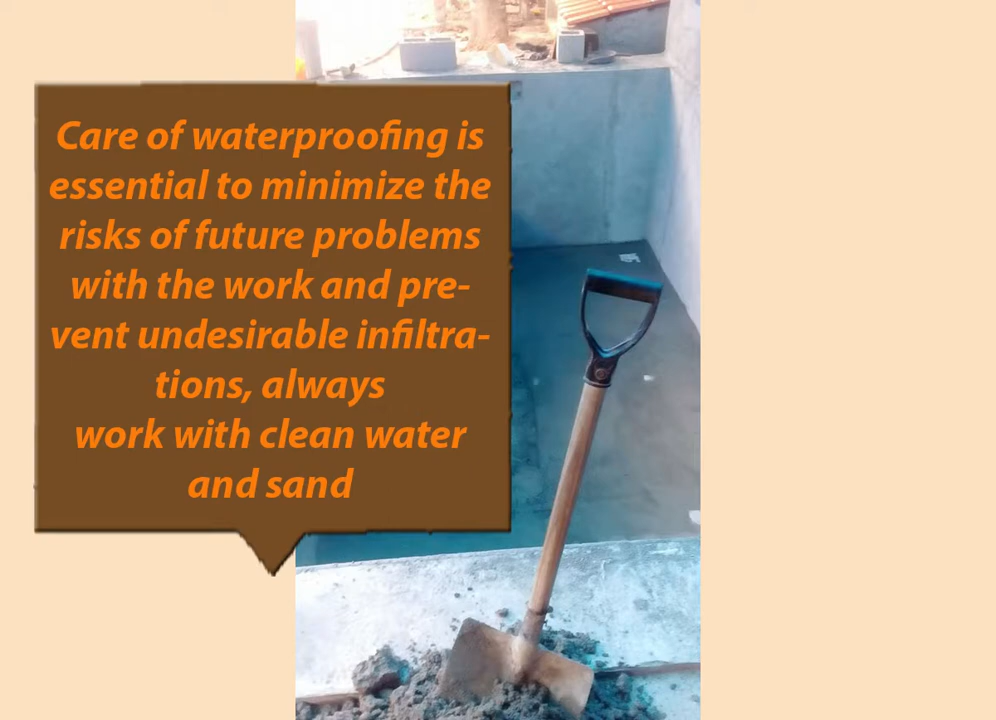 Care of waterproofing is
essential to minimize the
risks of future problems
with the work and pre-
vent undesirable infiltra-
tions, always
work with clean water
and sand